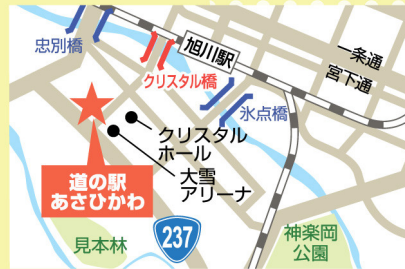 忠別橋
旭川駅
一条通
宮下通
クリスタル橋
氷点橋
クリスタル
ホール
大雪
アリーナ
道の駅
あさひかわ
237
見本林
神楽岡
公園